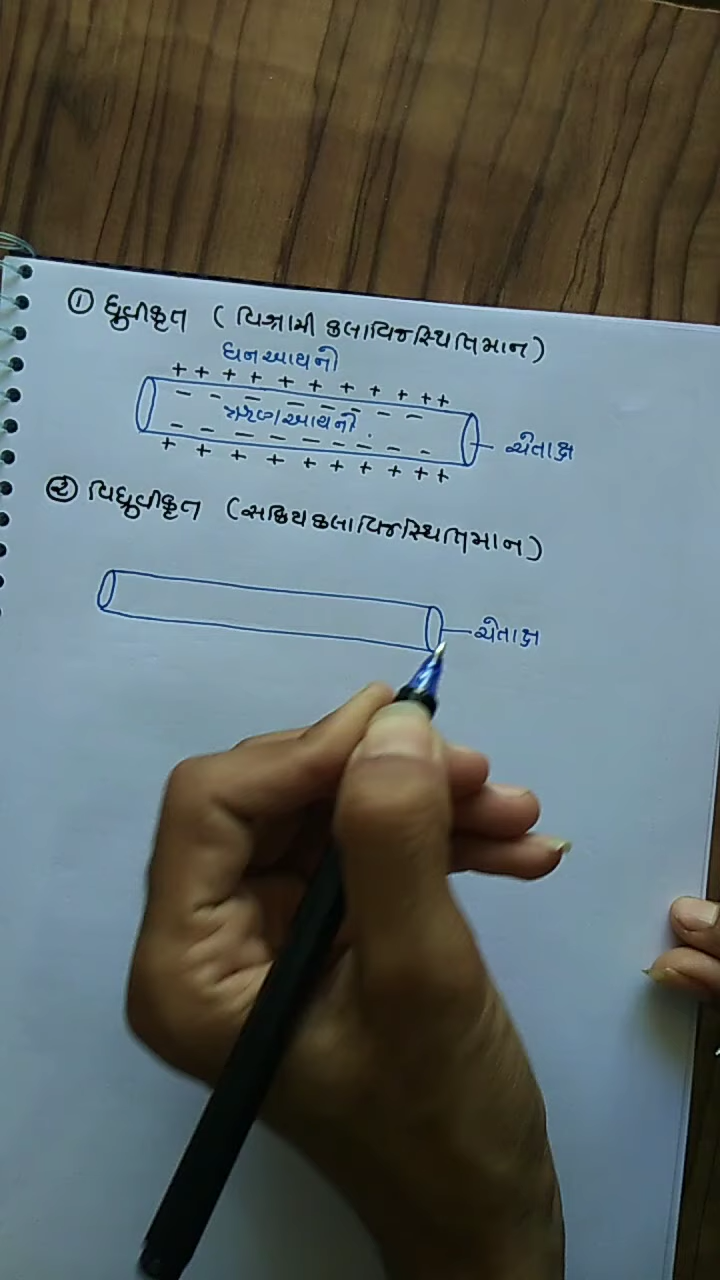 ① ધ્રુવીકૃત (વિશ્રામી કલાવિજસ્થિતિમાન)
ધનઆયનો
+ + + + + + + + + + +
ઋણઆયનો
+ + + + + + + + + + +
ચેતાક્ષ
② વિધ્રુવીકૃત (સક્રિયકલાવિજસ્થિતિમાન)
ચેતાક્ષ